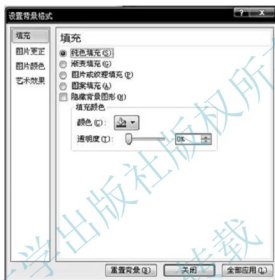 设置背景格式
填充
图片更正
图片颜色
艺术效果
填充
纯色填充(S)
渐变填充(G)
图片或纹理填充(P)
图案填充(A)
隐藏背景图形(H)
填充颜色
颜色(C):
透明度(T): 0%
重置背景(B) 关闭 全部应用(L)
学出版社版权所
装载